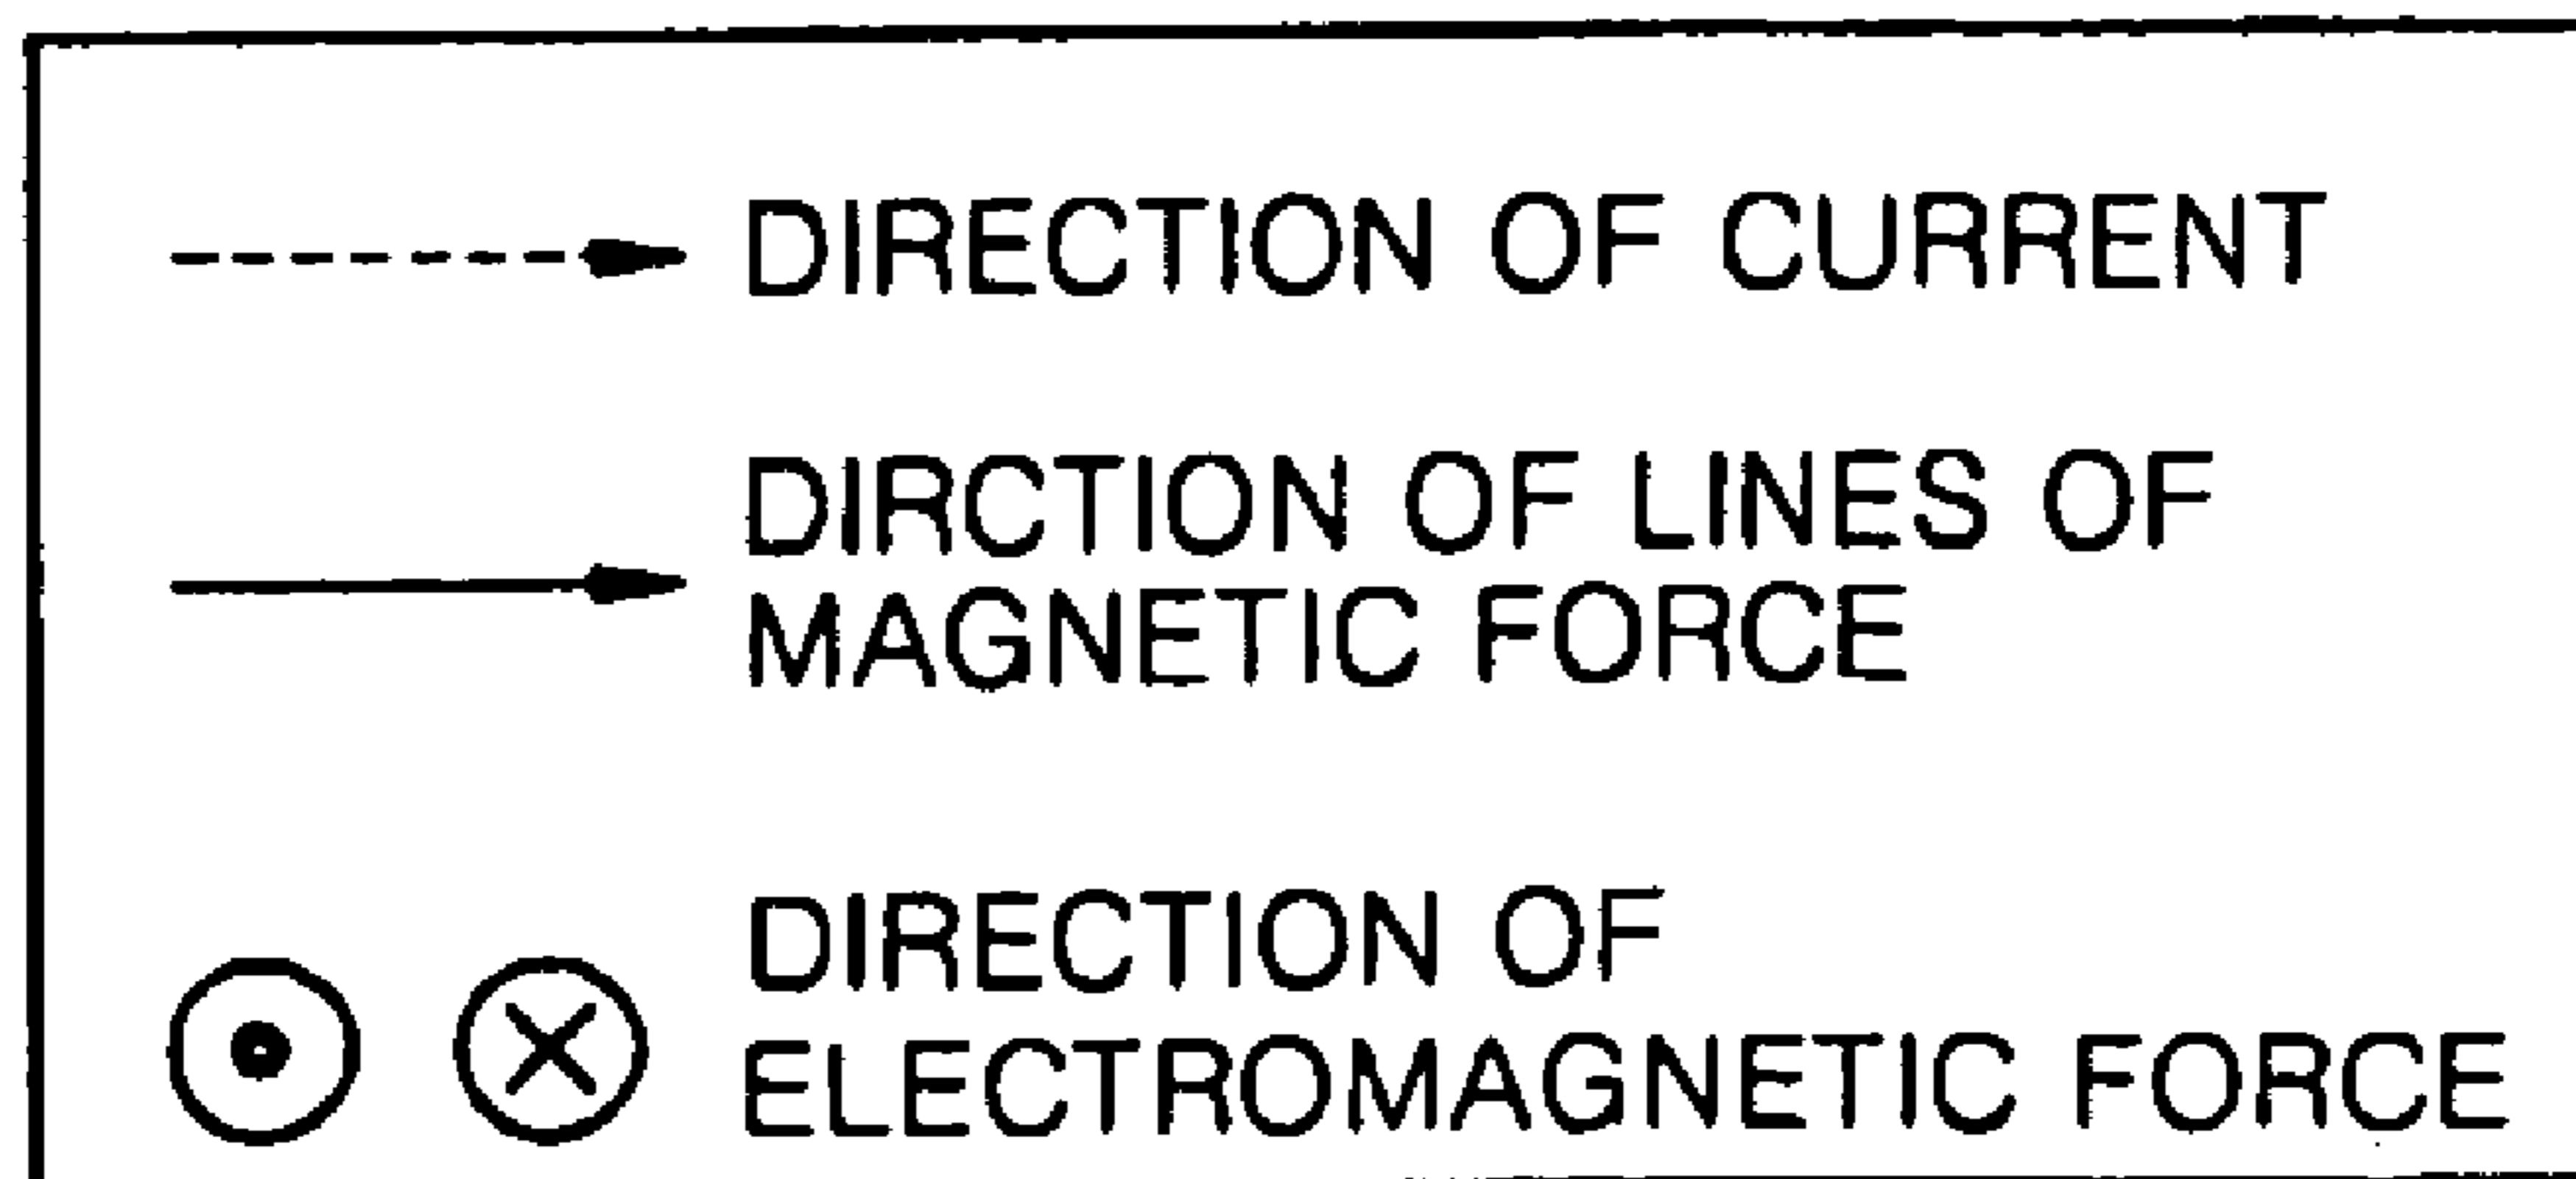 DIRECTION OF CURRENT
DIRCTION OF LINES OF
MAGNETIC FORCE
DIRECTION OF
ELECTROMAGNETIC FORCE